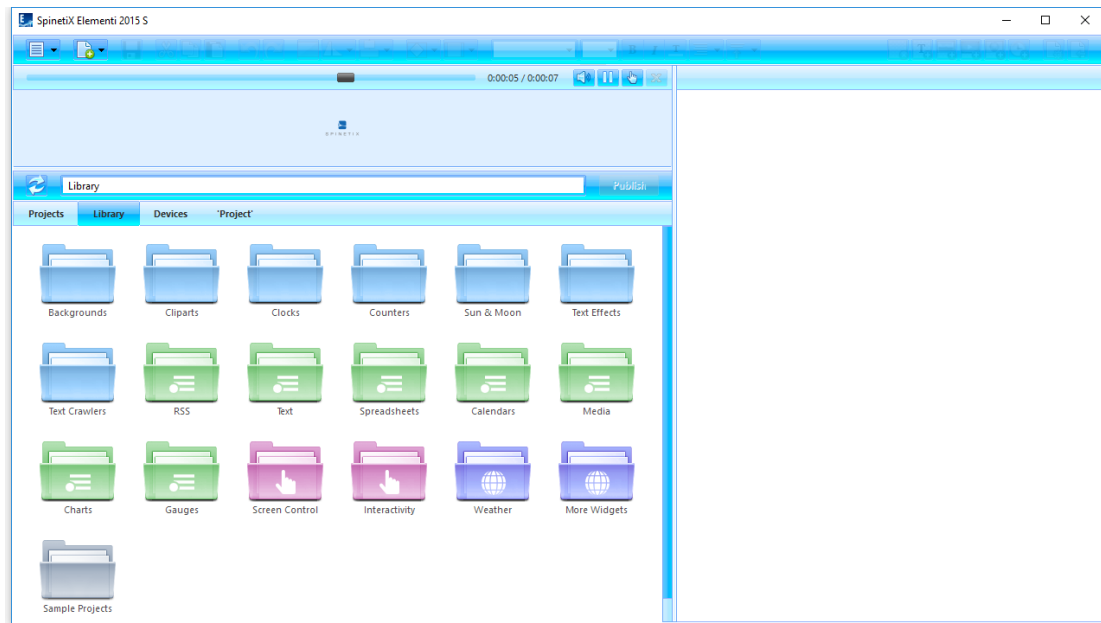 SpinetiX Elementi 2015 S
B I T
0:00:05 / 0:00:07
SPINETIX
Library
Publish
Projects Library Devices 'Project'
Backgrounds Cliparts Clocks Counters Sun & Moon Text Effects
Text Crawlers RSS Text Spreadsheets Calendars Media
Charts Gauges Screen Control Interactivity Weather More Widgets
Sample Projects